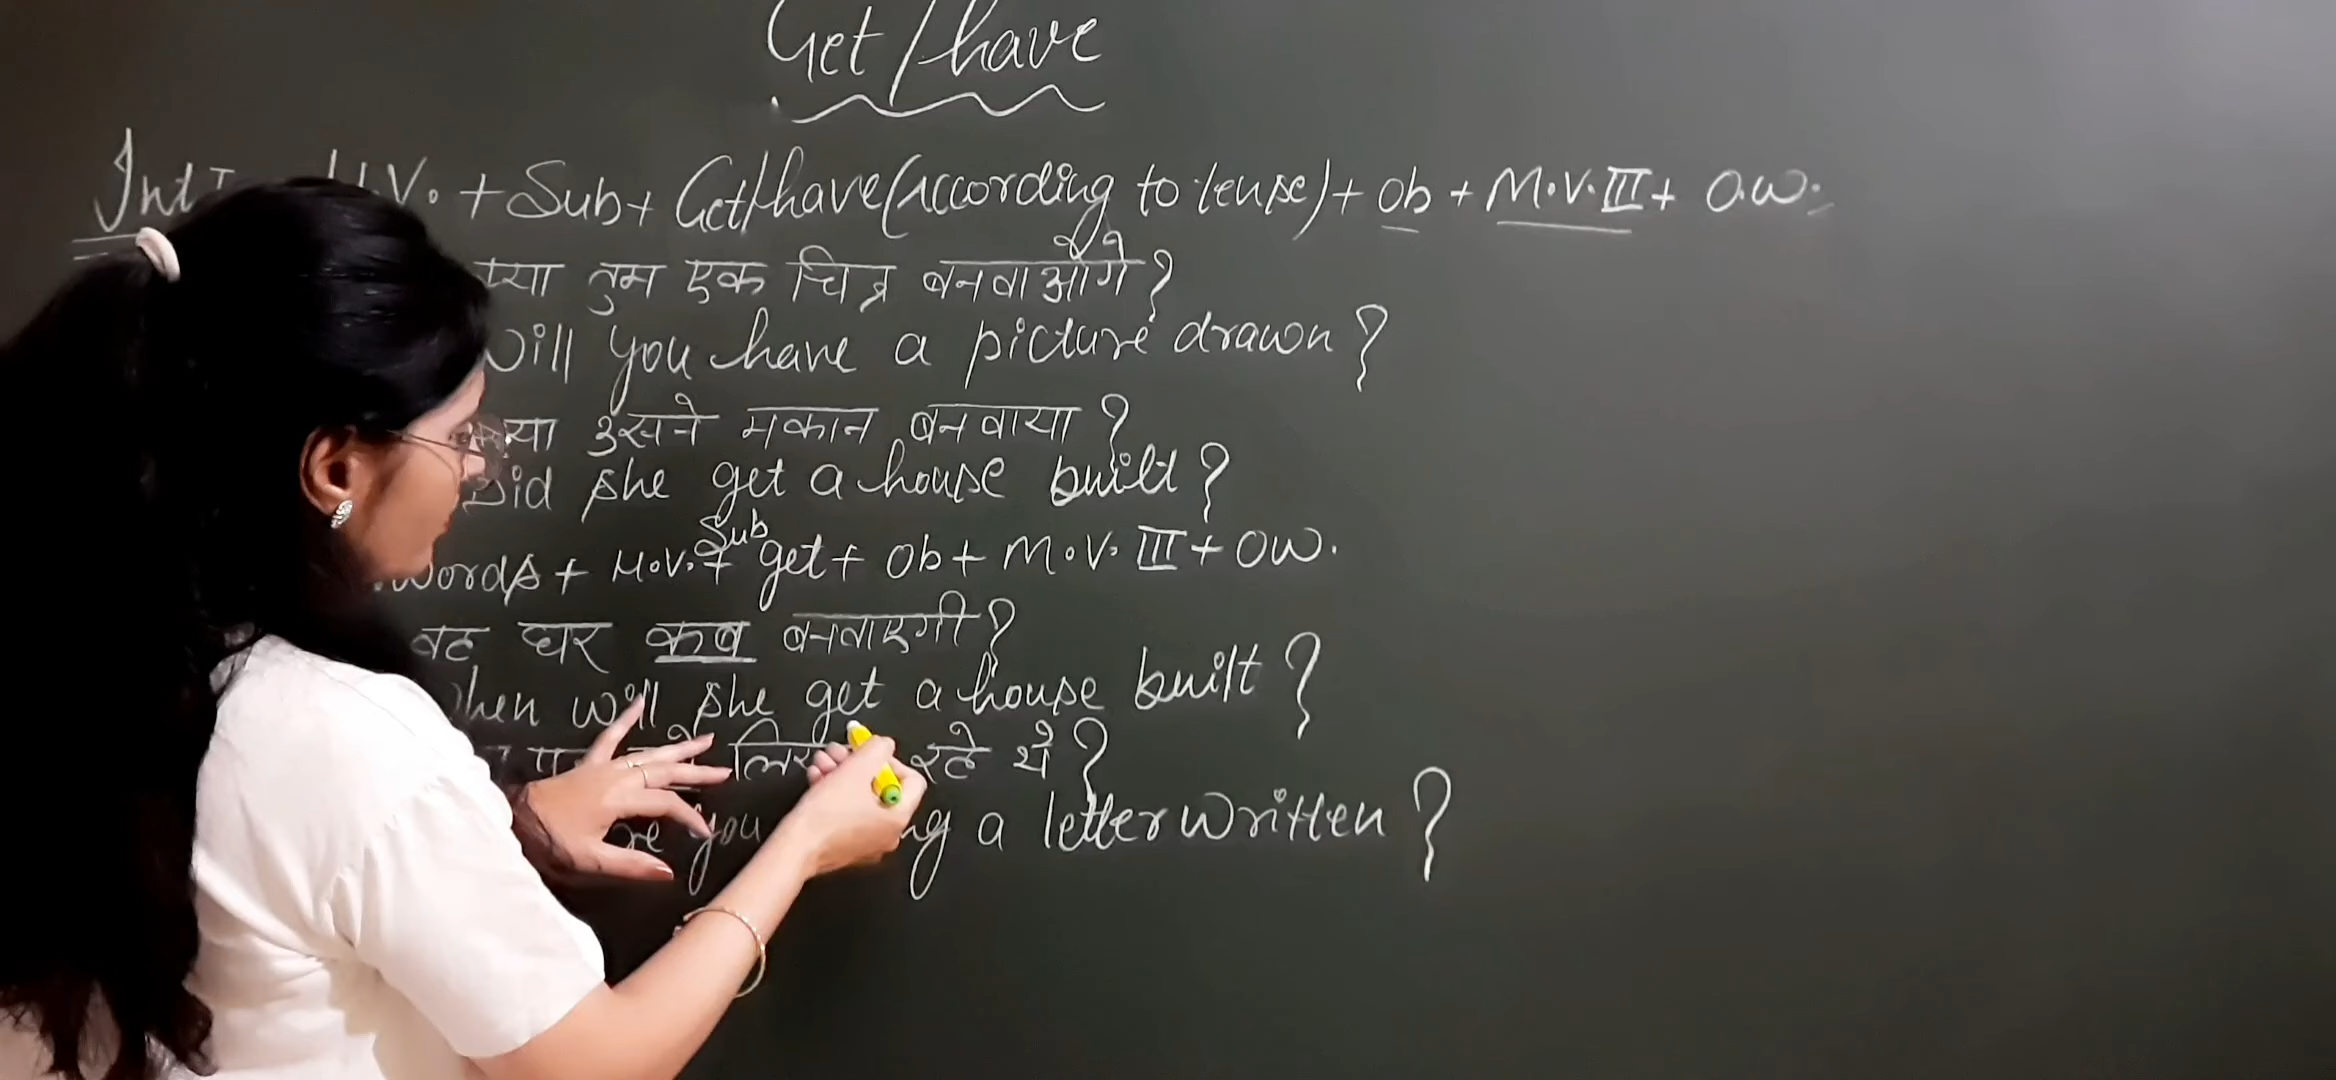 Get/have
Int I H.V. + Sub + Get/have (according to tense) + Ob + M.V. III + O.W.
क्या तुम एक चित्र बनवाओगे?
Will you have a picture drawn?
क्या उसने मकान बनवाया?
Did she get a house built?
Words + H.V. + Sub get + Ob + M.V. III + OW.
वह घर कब बनवाएगी?
When will she get a house built?
रहे थे?
you a letter written?